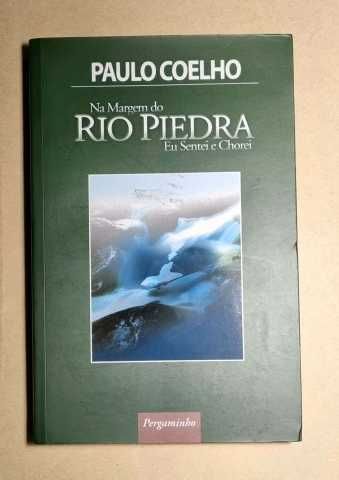 PAULO COELHO
Na Margem do
RIO PIEDRA
Eu Sentei e Chorei
Pergaminho